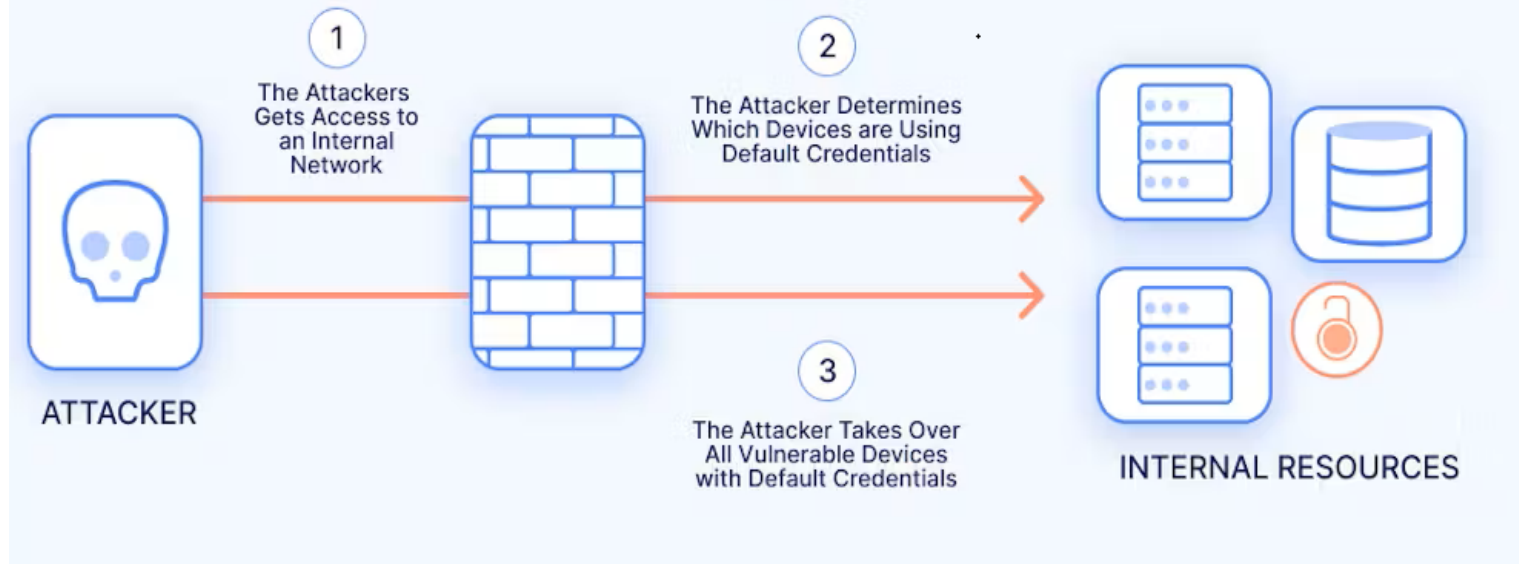 1
The Attackers
Gets Access to
an Internal
Network
2
The Attacker Determines
Which Devices are Using
Default Credentials
ATTACKER
3
The Attacker Takes Over
All Vulnerable Devices
with Default Credentials
INTERNAL RESOURCES